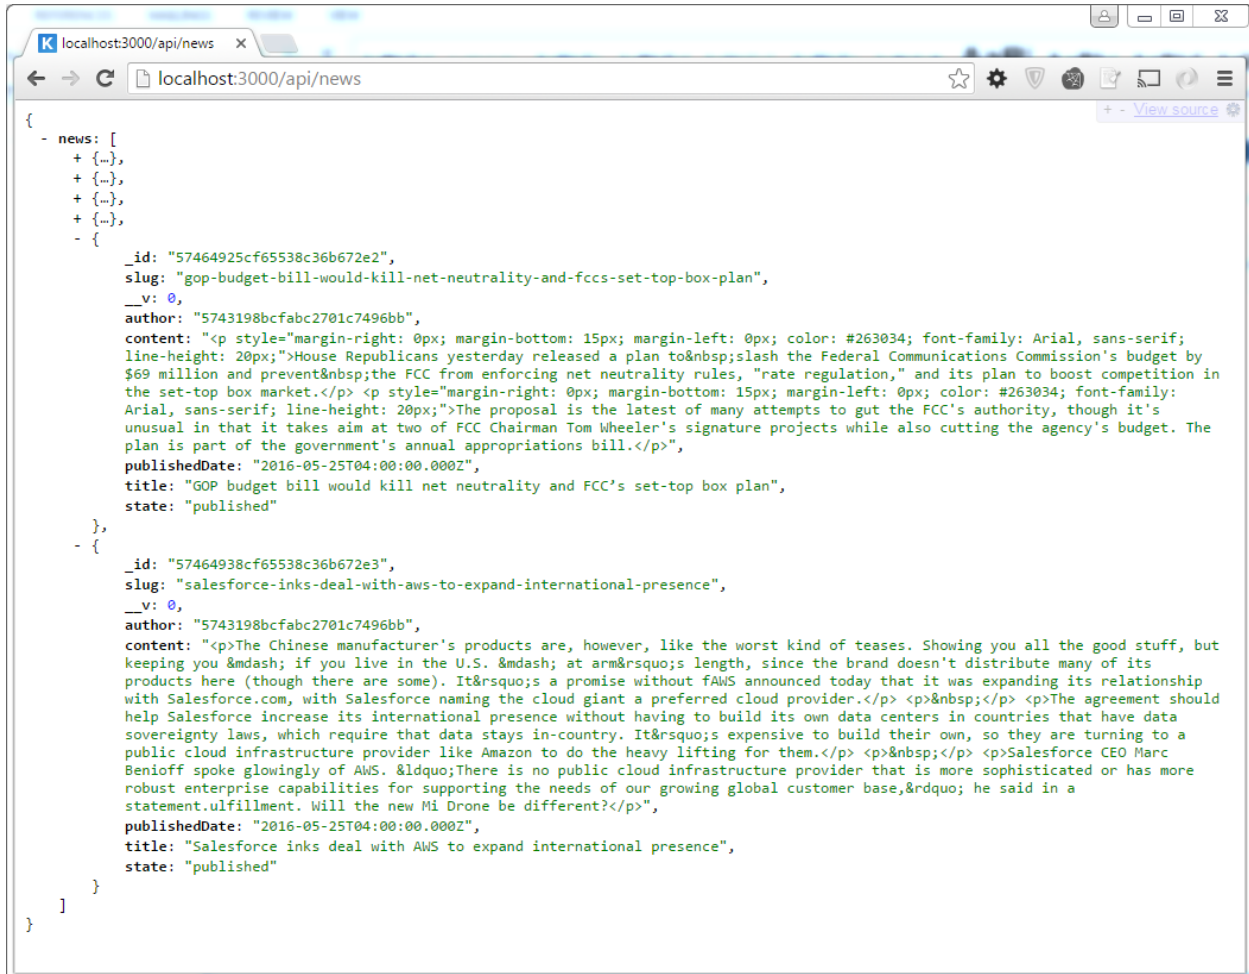 K localhost:3000/api/news x
localhost:3000/api/news
+ - View source
{
- news: [
+ {…},
+ {…},
+ {…},
+ {…},
- {
_id: "57464925cf65538c36b672e2",
slug: "gop-budget-bill-would-kill-net-neutrality-and-fccs-set-top-box-plan",
__v: 0,
author: "5743198bcfabc2701c7496bb",
content: "<p style="margin-right: 0px; margin-bottom: 15px; margin-left: 0px; color: #263034; font-family: Arial, sans-serif;
line-height: 20px;">House Republicans yesterday released a plan to&nbsp;slash the Federal Communications Commission's budget by
$69 million and prevent&nbsp;the FCC from enforcing net neutrality rules, "rate regulation," and its plan to boost competition in
the set-top box market.</p> <p style="margin-right: 0px; margin-bottom: 15px; margin-left: 0px; color: #263034; font-family:
Arial, sans-serif; line-height: 20px;">The proposal is the latest of many attempts to gut the FCC's authority, though it's
unusual in that it takes aim at two of FCC Chairman Tom Wheeler's signature projects while also cutting the agency's budget. The
plan is part of the government's annual appropriations bill.</p>",
publishedDate: "2016-05-25T04:00:00.000Z",
title: "GOP budget bill would kill net neutrality and FCC’s set-top box plan",
state: "published"
},
- {
_id: "57464938cf65538c36b672e3",
slug: "salesforce-inks-deal-with-aws-to-expand-international-presence",
__v: 0,
author: "5743198bcfabc2701c7496bb",
content: "<p>The Chinese manufacturer's products are, however, like the worst kind of teases. Showing you all the good stuff, but
keeping you &mdash; if you live in the U.S. &mdash; at arm&rsquo;s length, since the brand doesn't distribute many of its
products here (though there are some). It&rsquo;s a promise without fAWS announced today that it was expanding its relationship
with Salesforce.com, with Salesforce naming the cloud giant a preferred cloud provider.</p> <p>&nbsp;</p> <p>The agreement should
help Salesforce increase its international presence without having to build its own data centers in countries that have data
sovereignty laws, which require that data stays in-country. It&rsquo;s expensive to build their own, so they are turning to a
public cloud infrastructure provider like Amazon to do the heavy lifting for them.</p> <p>&nbsp;</p> <p>Salesforce CEO Marc
Benioff spoke glowingly of AWS. &ldquo;There is no public cloud infrastructure provider that is more sophisticated or has more
robust enterprise capabilities for supporting the needs of our growing global customer base,&rdquo; he said in a
statement.ulfillment. Will the new Mi Drone be different?</p>",
publishedDate: "2016-05-25T04:00:00.000Z",
title: "Salesforce inks deal with AWS to expand international presence",
state: "published"
}
]
}